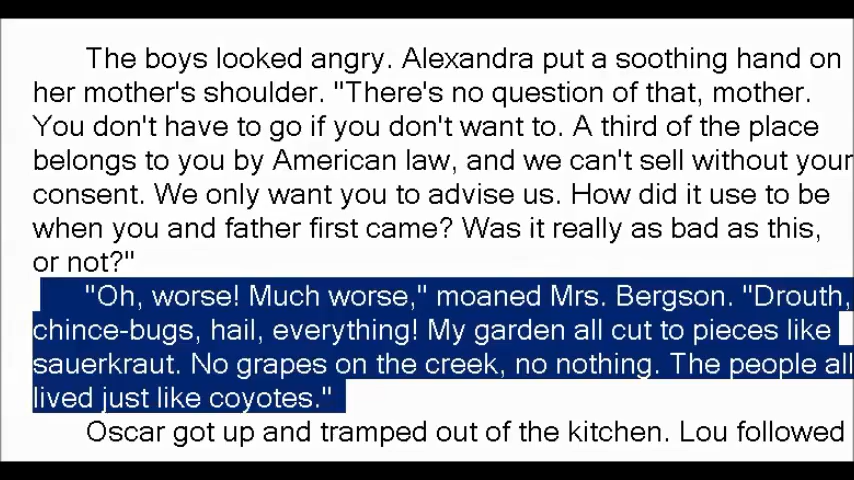 The boys looked angry. Alexandra put a soothing hand on
her mother's shoulder. "There's no question of that, mother.
You don't have to go if you don't want to. A third of the place
belongs to you by American law, and we can't sell without your
consent. We only want you to advise us. How did it use to be
when you and father first came? Was it really as bad as this,
or not?"
"Oh, worse! Much worse," moaned Mrs. Bergson. "Drouth,
chince-bugs, hail, everything! My garden all cut to pieces like
sauerkraut. No grapes on the creek, no nothing. The people all
lived just like coyotes."
Oscar got up and tramped out of the kitchen. Lou followed